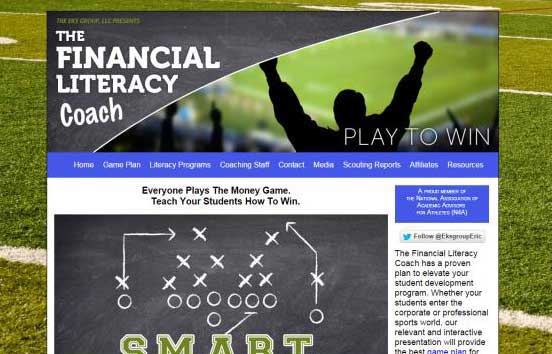 THE EKS GROUP, LLC PRESENTS
THE
FINANCIAL
LITERACY
Coach
PLAY TO WIN
Home Game Plan Literacy Programs Coaching Staff Contact Media Scouting Reports Affiliates Resources
Everyone Plays The Money Game.
Teach Your Students How To Win.
SMART
A PROUD MEMBER OF
THE NATIONAL ASSOCIATION OF
ACADEMIC ADVISORS
FOR ATHLETES (N4A)
Follow @EksgroupEric
The Financial Literacy
Coach has a proven
plan to elevate your
student development
program. Whether your
students enter the
corporate or professional
sports world, our
relevant and interactive
presentation will provide
the best game plan for